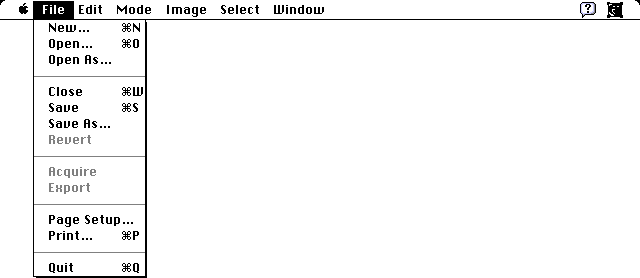 File Edit Mode Image Select Window
New... ⌘N
Open... ⌘O
Open As...
Close ⌘W
Save ⌘S
Save As...
Revert
Acquire
Export
Page Setup...
Print... ⌘P
Quit ⌘Q